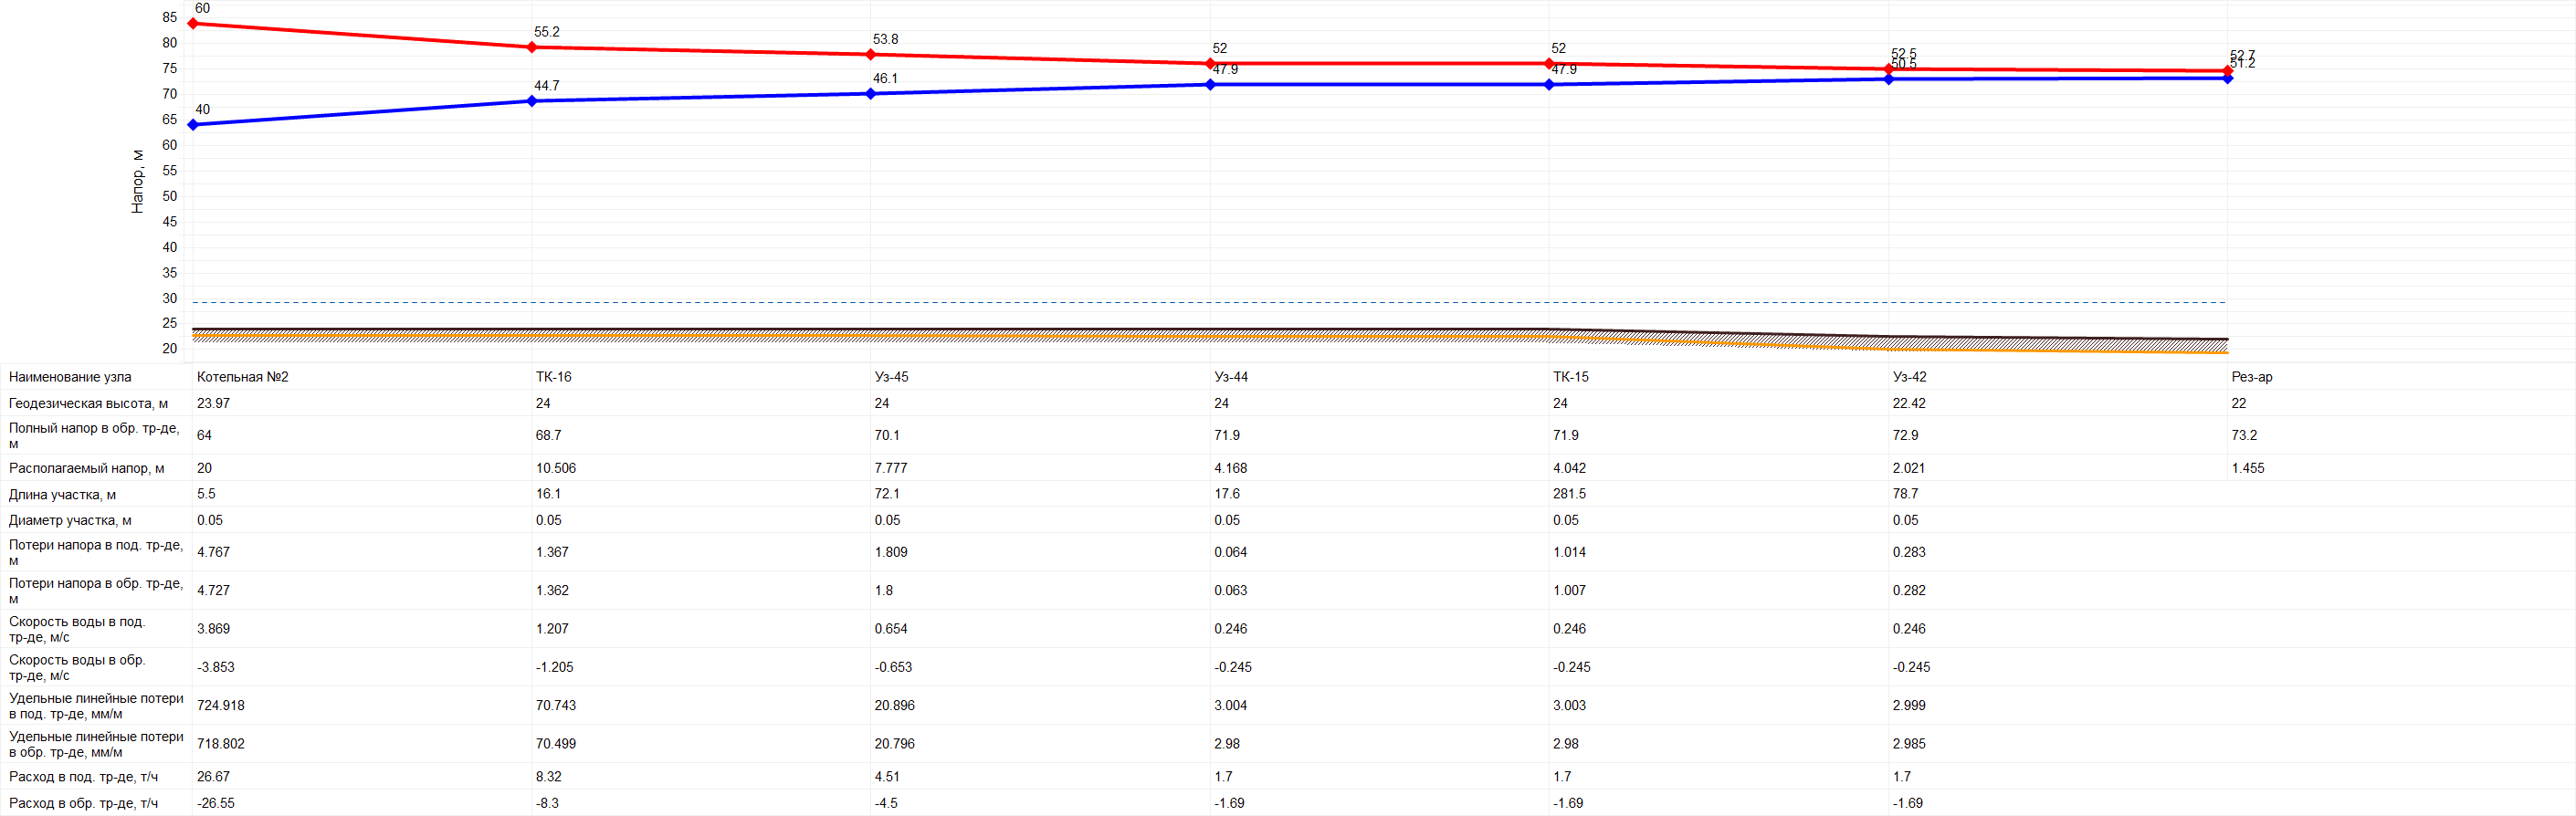 85
80
75
70
65
60
55
50
45
40
35
30
25
20
Напор, м
60
55.2
53.8
52
52
52.5
52.7
40
44.7
46.1
47.9
47.9
50.5
51.2
Наименование узла Котельная №2 ТК-16 Уз-45 Уз-44 ТК-15 Уз-42 Рез-ар
Геодезическая высота, м 23.97 24 24 24 24 22.42 22
Полный напор в обр. тр-де,
м
64 68.7 70.1 71.9 71.9 72.9 73.2
Располагаемый напор, м 20 10.506 7.777 4.168 4.042 2.021 1.455
Длина участка, м 5.5 16.1 72.1 17.6 281.5 78.7
Диаметр участка, м 0.05 0.05 0.05 0.05 0.05 0.05
Потери напора в под. тр-де,
м
4.767 1.367 1.809 0.064 1.014 0.283
Потери напора в обр. тр-де,
м
4.727 1.362 1.8 0.063 1.007 0.282
Скорость воды в под.
тр-де, м/с
3.869 1.207 0.654 0.246 0.246 0.246
Скорость воды в обр.
тр-де, м/с
-3.853 -1.205 -0.653 -0.245 -0.245 -0.245
Удельные линейные потери
в под. тр-де, мм/м
724.918 70.743 20.896 3.004 3.003 2.999
Удельные линейные потери
в обр. тр-де, мм/м
718.802 70.499 20.796 2.98 2.98 2.985
Расход в под. тр-де, т/ч 26.67 8.32 4.51 1.7 1.7 1.7
Расход в обр. тр-де, т/ч -26.55 -8.3 -4.5 -1.69 -1.69 -1.69